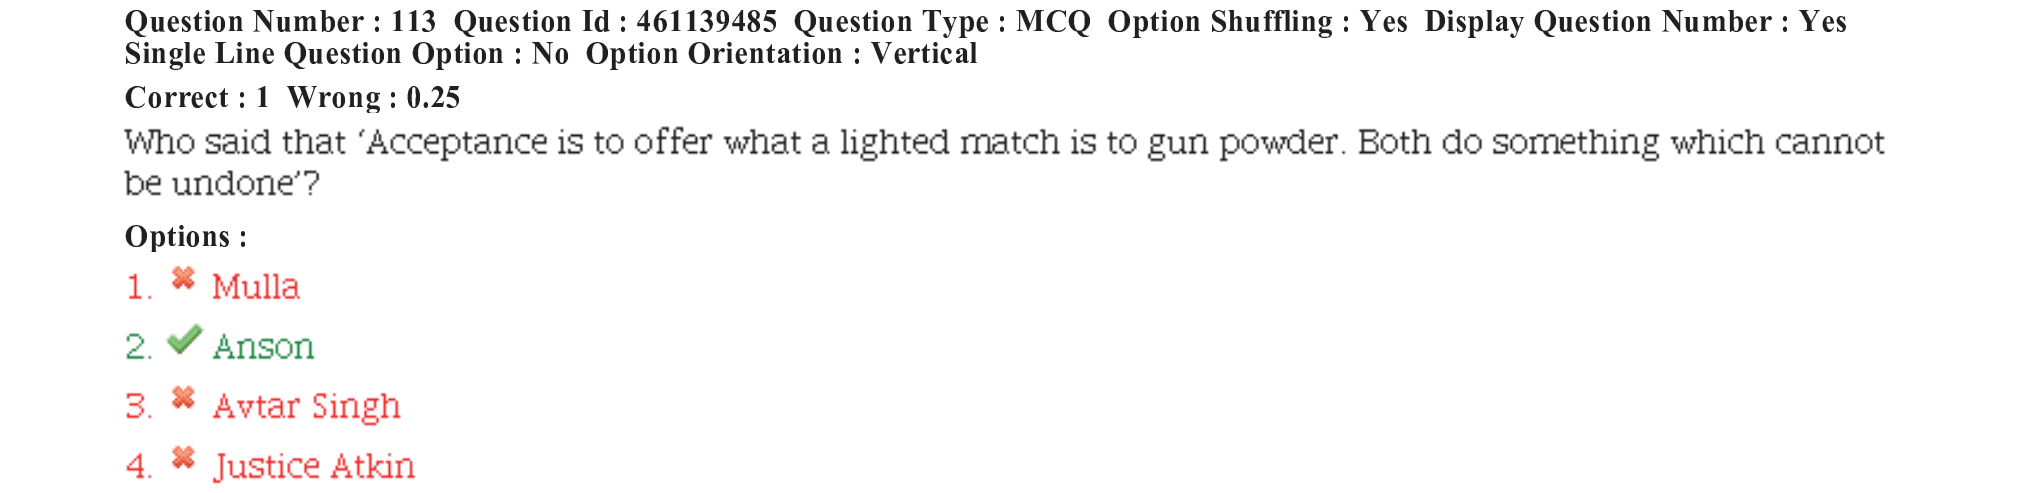 Question Number : 113 Question Id : 461139485 Question Type : MCQ Option Shuffling : Yes Display Question Number : Yes
Single Line Question Option : No Option Orientation : Vertical
Correct : 1 Wrong : 0.25
Who said that ‘Acceptance is to offer what a lighted match is to gun powder. Both do something which cannot
be undone’?
Options :
1. Mulla
2. Anson
3. Avtar Singh
4. Justice Atkin